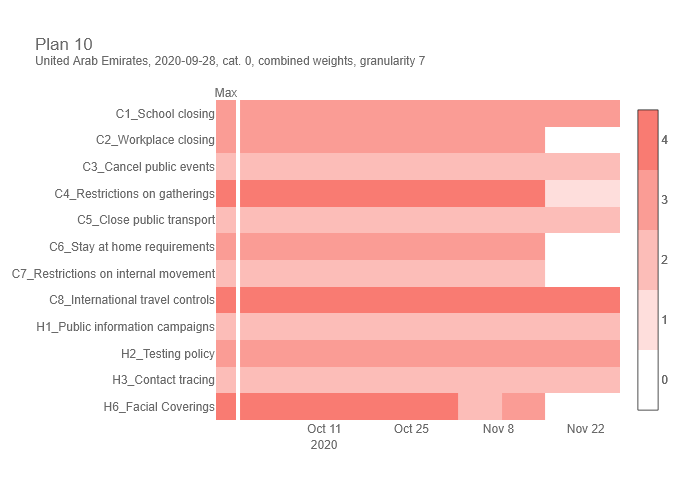 Plan 10
United Arab Emirates, 2020-09-28, cat. 0, combined weights, granularity 7
Max
C1_School closing
C2_Workplace closing
C3_Cancel public events
C4_Restrictions on gatherings
C5_Close public transport
C6_Stay at home requirements
C7_Restrictions on internal movement
C8_International travel controls
H1_Public information campaigns
H2_Testing policy
H3_Contact tracing
H6_Facial Coverings
Oct 11 Oct 25 Nov 8 Nov 22
2020
4
3
2
1
0